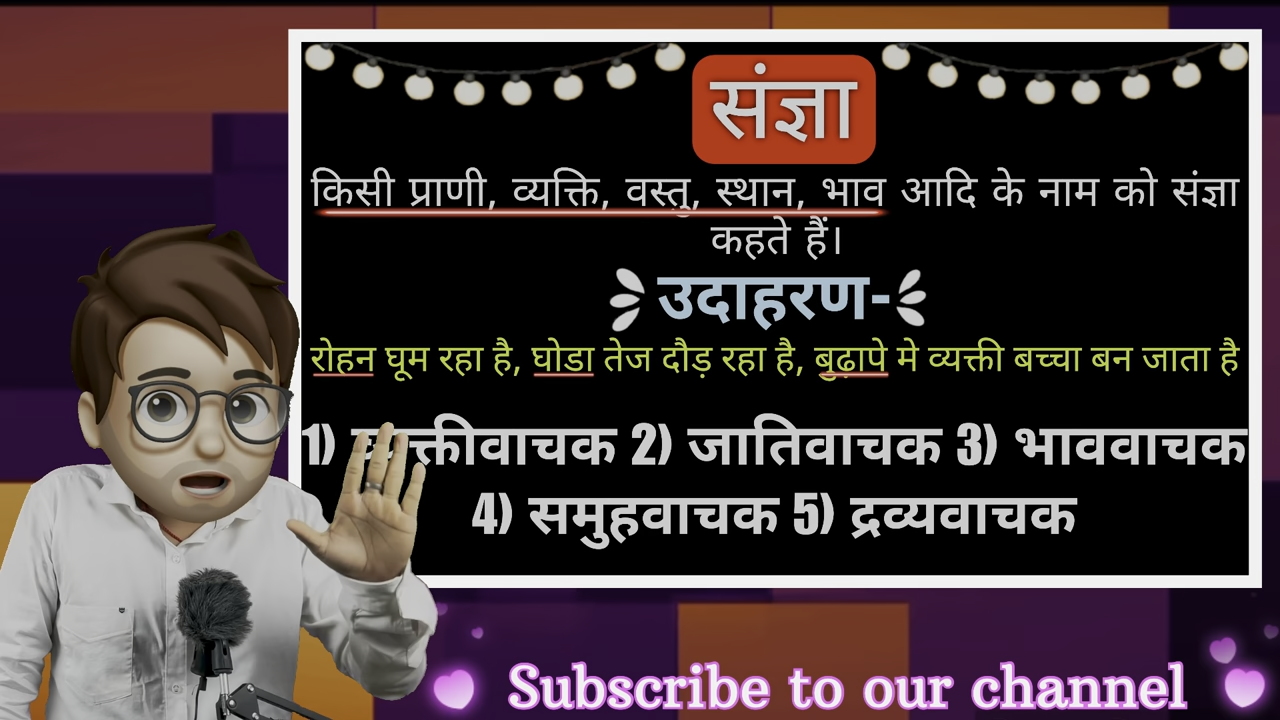 संज्ञा
किसी प्राणी, व्यक्ति, वस्तु, स्थान, भाव आदि के नाम को संज्ञा
कहते हैं।
उदाहरण-
रोहन घूम रहा है, घोडा तेज दौड़ रहा है, बुढ़ापे मे व्यक्ती बच्चा बन जाता है
1) व्यक्तीवाचक 2) जातिवाचक 3) भाववाचक
4) समुहवाचक 5) द्रव्यवाचक
Subscribe to our channel